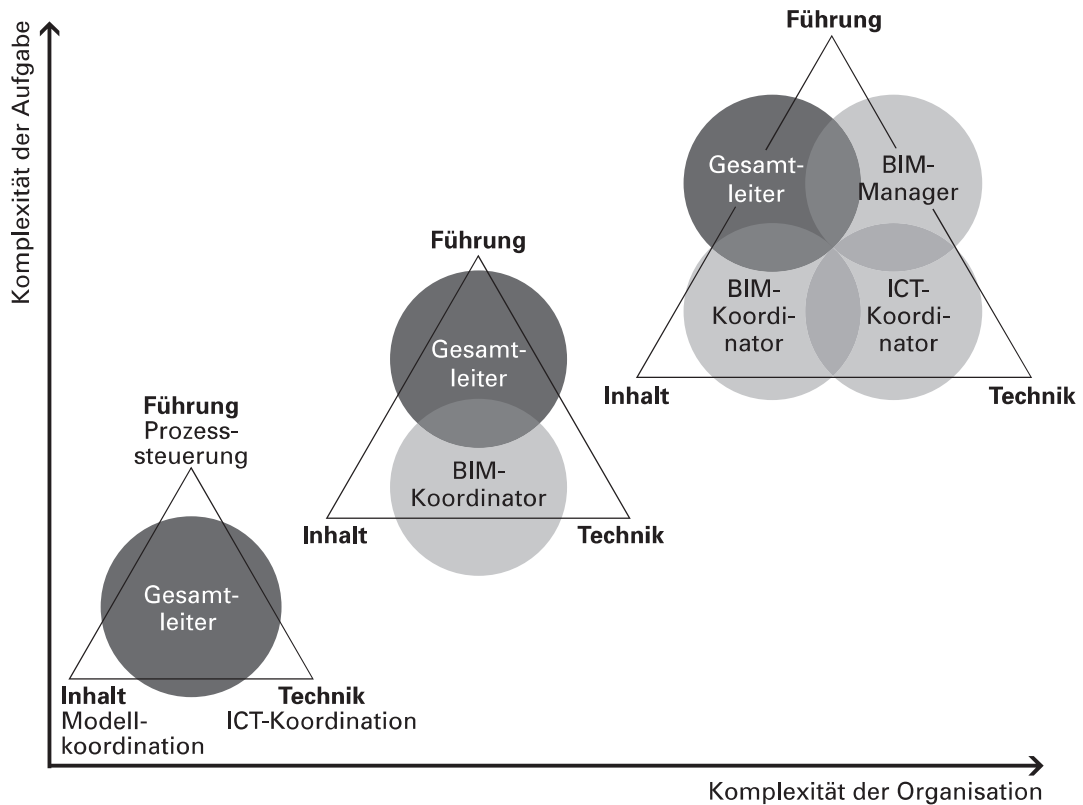 Komplexität der Aufgabe
Führung
Gesamt-
leiter
BIM-
Manager
BIM-
Koordi-
nator
ICT-
Koordi-
nator
Inhalt
Technik
Führung
Gesamt-
leiter
BIM-
Koordinator
Inhalt
Technik
Führung
Prozess-
steuerung
Gesamt-
leiter
Inhalt
Modell-
koordination
Technik
ICT-Koordination
Komplexität der Organisation